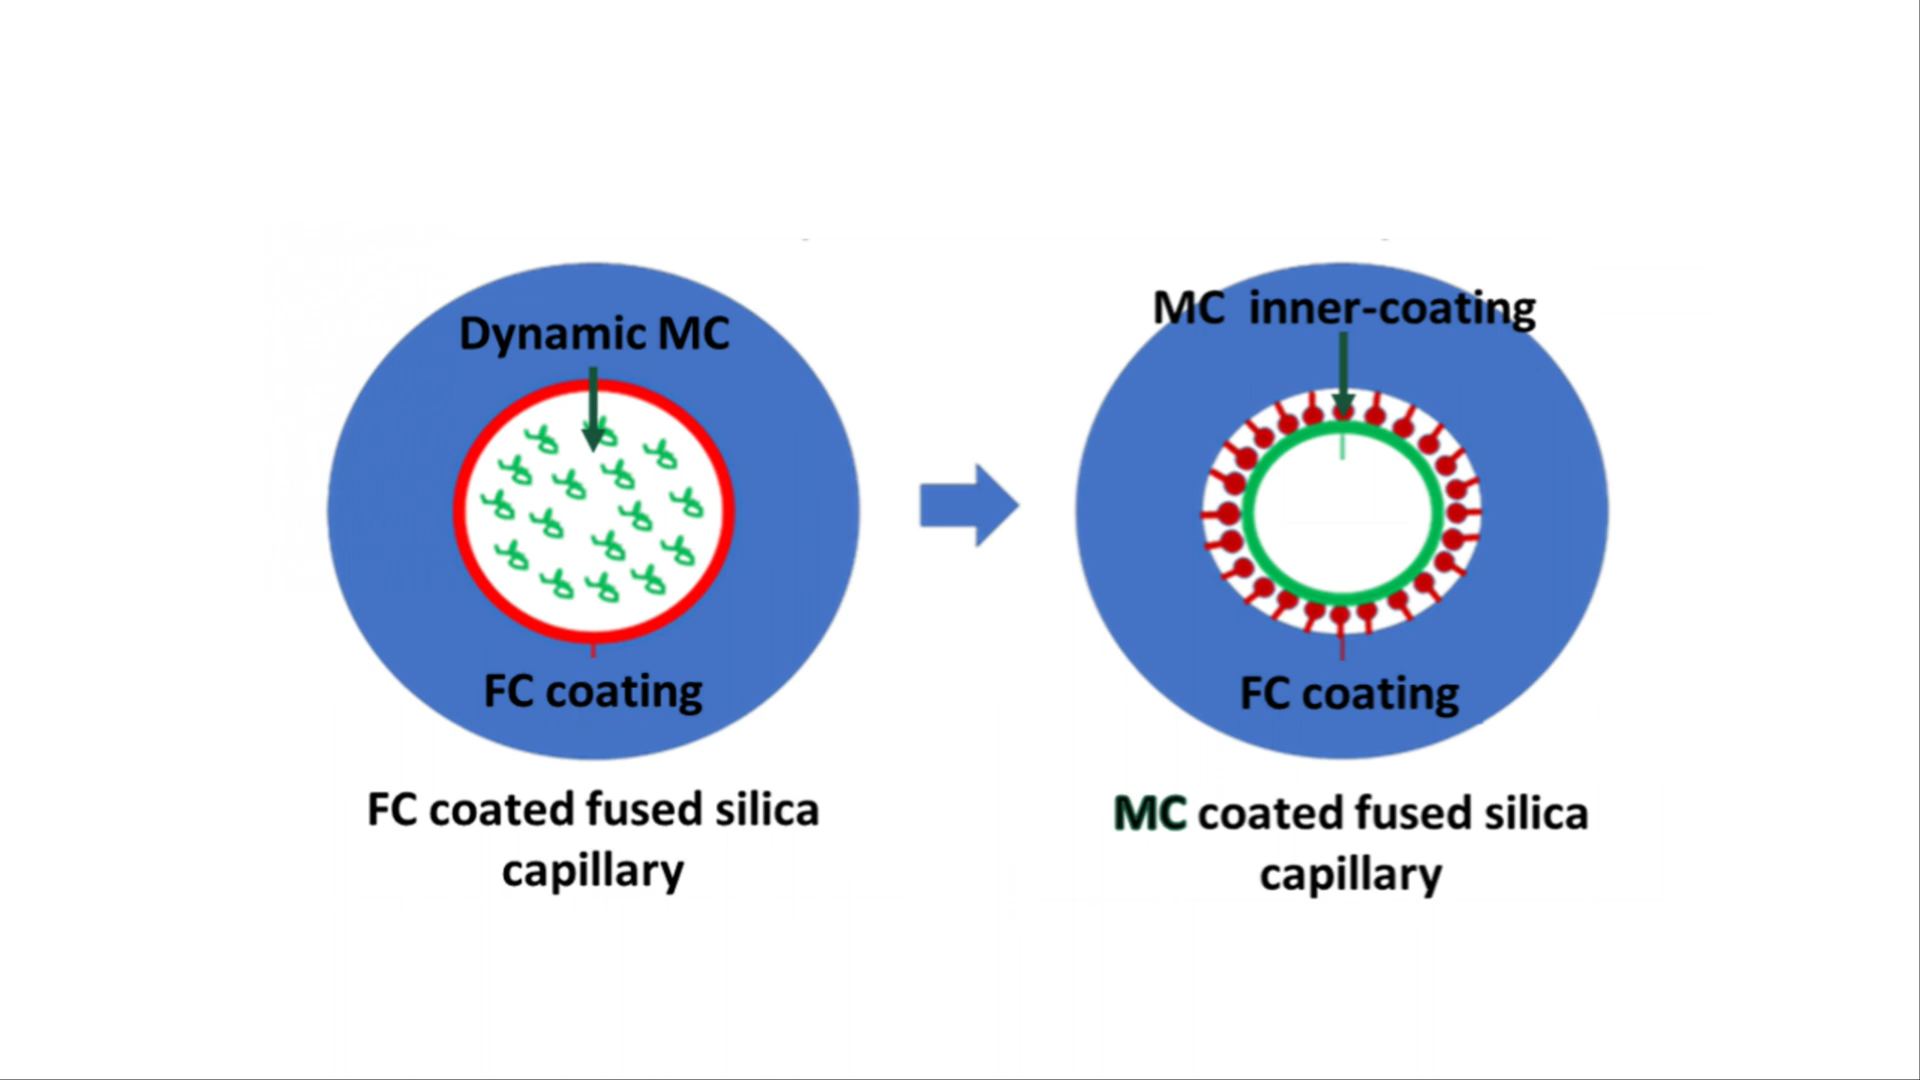 Dynamic MC
FC coating
FC coated fused silica
capillary
MC inner-coating
FC coating
MC coated fused silica
capillary